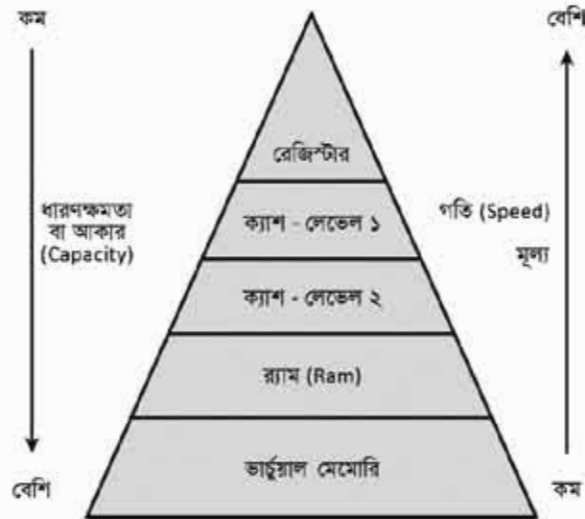 কম
বেশি
রেজিস্টার
ধারণক্ষমতা
বা আকার
(Capacity)
ক্যাশ - লেভেল ১
গতি (Speed)
মূল্য
ক্যাশ - লেভেল ২
র‍্যাম (Ram)
ভার্চুয়াল মেমোরি
বেশি
কম